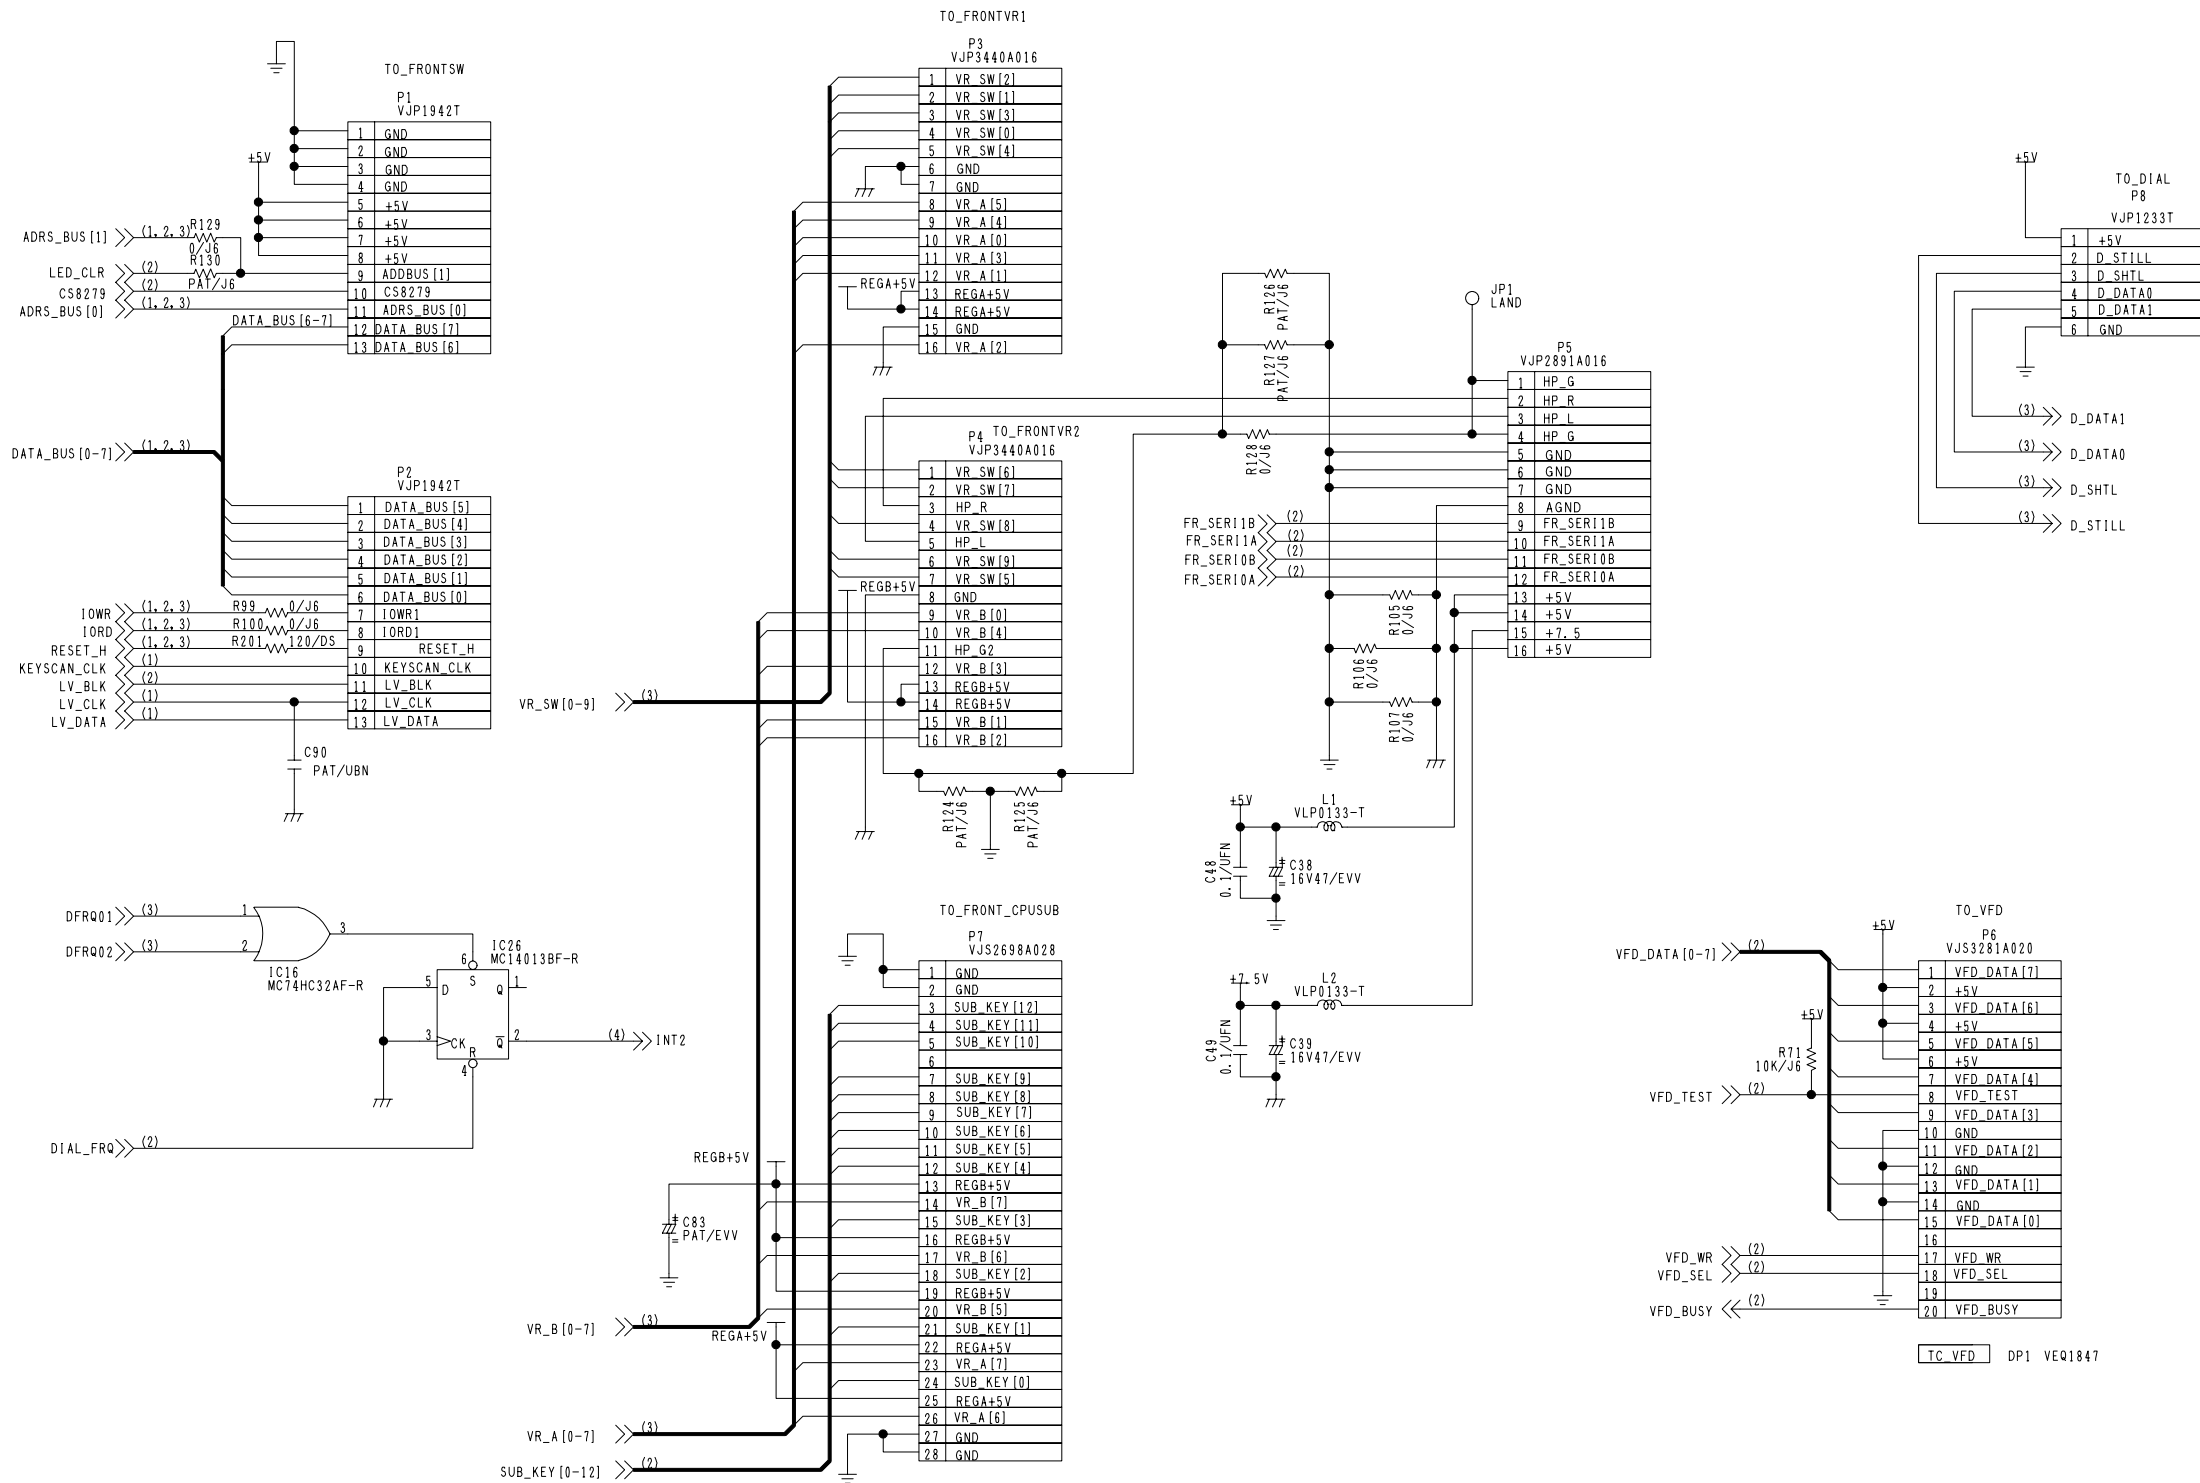 TO_FRONTSW
P1
VJP1942T
1 GND
2 GND
3 GND
4 GND
5 +5V
6 +5V
7 +5V
8 +5V
9 ADDBUS[1]
10 CS8279
11 ADRS_BUS[0]
12 DATA_BUS[7]
13 DATA_BUS[6]
+5V
ADRS_BUS[1] (1,2,3) R129
0/J6
R130
LED_CLR (2) PAT/J6
CS8279 (2)
ADRS_BUS[0] (1,2,3)
DATA_BUS[6-7]
DATA_BUS[0-7] (1,2,3)
P2
VJP1942T
1 DATA_BUS[5]
2 DATA_BUS[4]
3 DATA_BUS[3]
4 DATA_BUS[2]
5 DATA_BUS[1]
6 DATA_BUS[0]
7 IOWR1
8 IORD1
9 RESET_H
10 KEYSCAN_CLK
11 LV_BLK
12 LV_CLK
13 LV_DATA
IOWR (1,2,3) R99 0/J6
IORD (1,2,3) R100 0/J6
RESET_H (1,2,3) R201 120/DS
KEYSCAN_CLK (1)
LV_BLK (2)
LV_CLK (1)
LV_DATA (1)
C90
PAT/UBN
DFRQ01 (3) 1
DFRQ02 (3) 2
3
IC16
MC74HC32AF-R
IC26
MC14013BF-R
6
S
5 D Q 1
3 CK Q 2
R
4
(4) INT2
DIAL_FRQ (2)
TO_FRONTVR1
P3
VJP3440A016
1 VR_SW[2]
2 VR_SW[1]
3 VR_SW[3]
4 VR_SW[0]
5 VR_SW[4]
6 GND
7 GND
8 VR_A[5]
9 VR_A[4]
10 VR_A[0]
11 VR_A[3]
12 VR_A[1]
13 REGA+5V
14 REGA+5V
15 GND
16 VR_A[2]
REGA+5V
P4 TO_FRONTVR2
VJP3440A016
1 VR_SW[6]
2 VR_SW[7]
3 HP_R
4 VR_SW[8]
5 HP_L
6 VR_SW[9]
7 VR_SW[5]
8 GND
9 VR_B[0]
10 VR_B[4]
11 HP_G2
12 VR_B[3]
13 REGB+5V
14 REGB+5V
15 VR_B[1]
16 VR_B[2]
REGB+5V
VR_SW[0-9] (3)
R124
PAT/J6
R125
PAT/J6
TO_FRONT_CPUSUB
P7
VJS2698A028
1 GND
2 GND
3 SUB_KEY[12]
4 SUB_KEY[11]
5 SUB_KEY[10]
6
7 SUB_KEY[9]
8 SUB_KEY[8]
9 SUB_KEY[7]
10 SUB_KEY[6]
11 SUB_KEY[5]
12 SUB_KEY[4]
13 REGB+5V
14 VR_B[7]
15 SUB_KEY[3]
16 REGB+5V
17 VR_B[6]
18 SUB_KEY[2]
19 REGB+5V
20 VR_B[5]
21 SUB_KEY[1]
22 REGA+5V
23 VR_A[7]
24 SUB_KEY[0]
25 REGA+5V
26 VR_A[6]
27 GND
28 GND
REGB+5V
C83
PAT/EVV
VR_B[0-7] (3)
REGA+5V
VR_A[0-7] (3)
SUB_KEY[0-12] (2)
R126
PAT/J6
R127
PAT/J6
R128
0/J6
JP1
LAND
P5
VJP2891A016
1 HP_G
2 HP_R
3 HP_L
4 HP_G
5 GND
6 GND
7 GND
8 AGND
9 FR_SERI1B
10 FR_SERI1A
11 FR_SERI0B
12 FR_SERI0A
13 +5V
14 +5V
15 +7.5
16 +5V
FR_SERI1B (2)
FR_SERI1A (2)
FR_SERI0B (2)
FR_SERI0A (2)
R105
0/J6
R106
0/J6
R107
0/J6
+5V
L1
VLP0133-T
C48
0.1/UFN
C38
16V47/EVV
+7.5V
L2
VLP0133-T
C49
0.1/UFN
C39
16V47/EVV
TO_DIAL
P8
VJP1233T
+5V
1 +5V
2 D_STILL
3 D_SHTL
4 D_DATA0
5 D_DATA1
6 GND
(3) D_DATA1
(3) D_DATA0
(3) D_SHTL
(3) D_STILL
TO_VFD
P6
VJS3281A020
1 VFD_DATA[7]
2 +5V
3 VFD_DATA[6]
4 +5V
5 VFD_DATA[5]
6 +5V
7 VFD_DATA[4]
8 VFD_TEST
9 VFD_DATA[3]
10 GND
11 VFD_DATA[2]
12 GND
13 VFD_DATA[1]
14 GND
15 VFD_DATA[0]
16
17 VFD_WR
18 VFD_SEL
19
20 VFD_BUSY
+5V
VFD_DATA[0-7] (2)
+5V
R71
10K/J6
VFD_TEST (2)
VFD_WR (2)
VFD_SEL (2)
VFD_BUSY (2)
TC_VFD DP1 VEQ1847